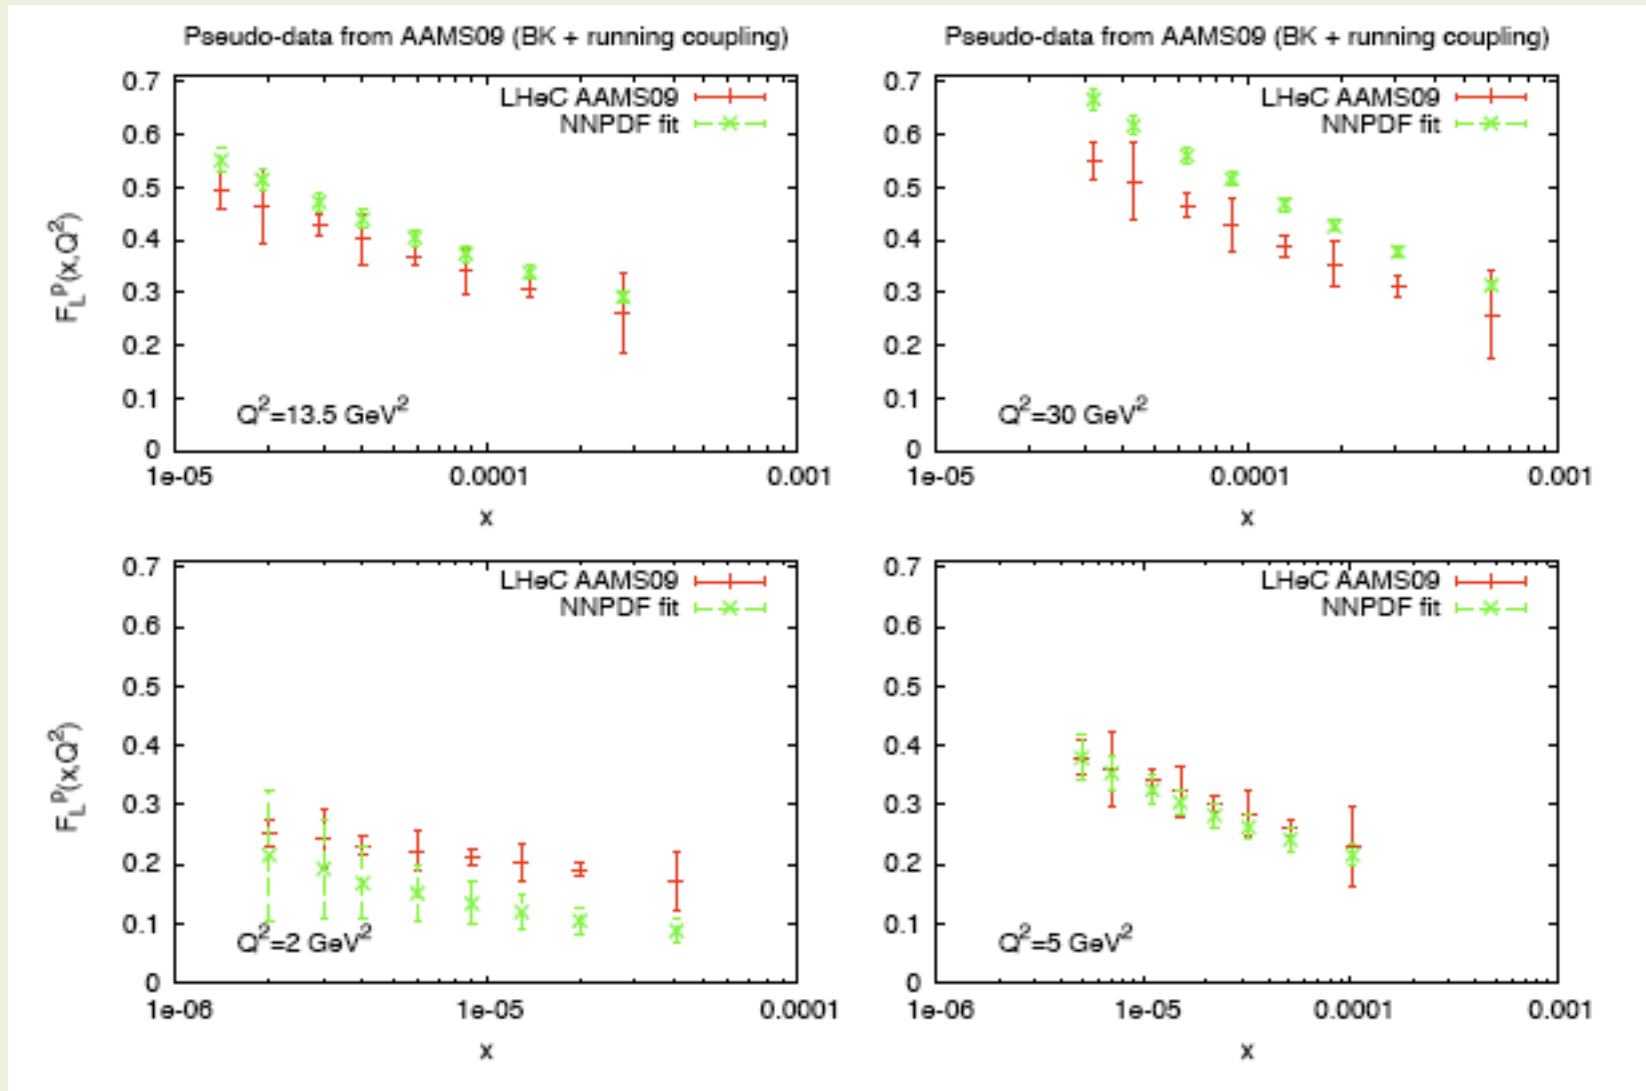 Pseudo-data from AAMS09 (BK + running coupling)
0.7
0.6
0.5
0.4
0.3
0.2
0.1
0
F_L^p(x,Q^2)
LHeC AAMS09
NNPDF fit
Q^2=13.5 GeV^2
1e-05
0.0001
0.001
x
Pseudo-data from AAMS09 (BK + running coupling)
0.7
0.6
0.5
0.4
0.3
0.2
0.1
0
LHeC AAMS09
NNPDF fit
Q^2=30 GeV^2
1e-05
0.0001
0.001
x
0.7
0.6
0.5
0.4
0.3
0.2
0.1
0
F_L^p(x,Q^2)
LHeC AAMS09
NNPDF fit
Q^2=2 GeV^2
1e-06
1e-05
0.0001
x
0.7
0.6
0.5
0.4
0.3
0.2
0.1
0
LHeC AAMS09
NNPDF fit
Q^2=5 GeV^2
1e-06
1e-05
0.0001
0.001
x